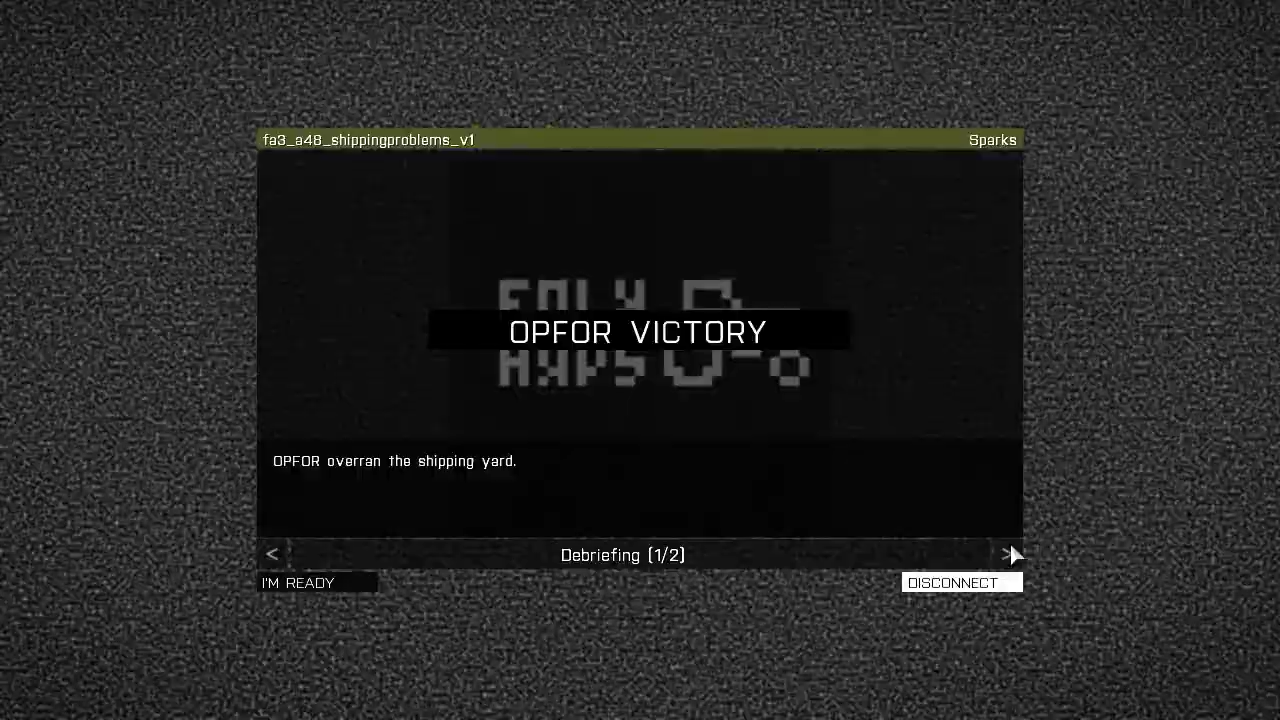 fa3_a48_shippingproblems_v1 Sparks
OPFOR VICTORY
OPFOR overran the shipping yard.
< Debriefing (1/2) >
I'M READY DISCONNECT